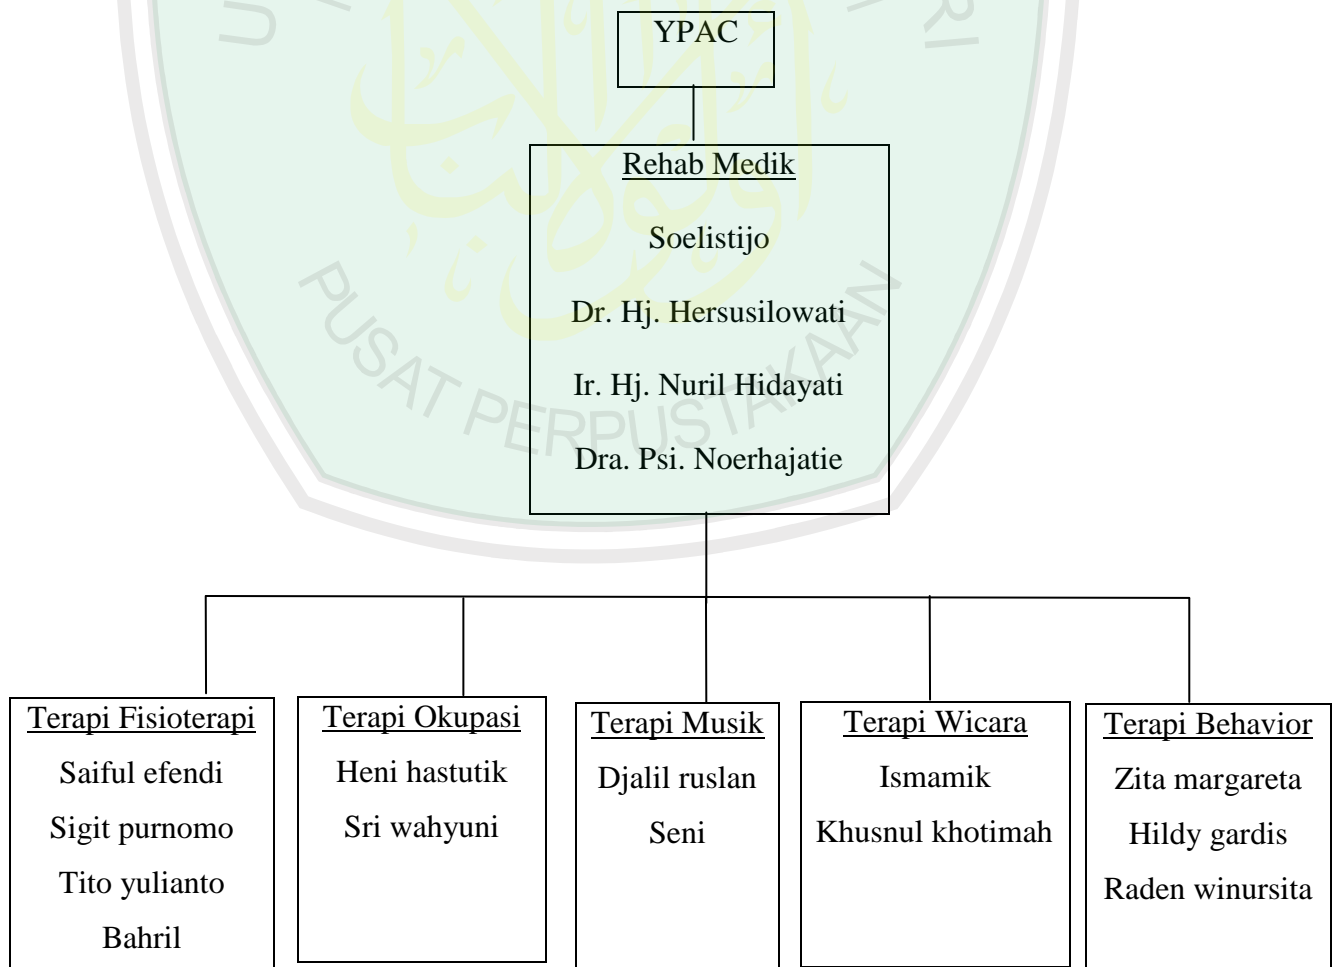 YPAC
Rehab Medik
Soelistijo
Dr. Hj. Hersusilowati
Ir. Hj. Nuril Hidayati
Dra. Psi. Noerhajatie
PUSAT PERPUSTAKAAN
Terapi Fisioterapi
Saiful efendi
Sigit purnomo
Tito yulianto
Bahril
Terapi Okupasi
Heni hastutik
Sri wahyuni
Terapi Musik
Djalil ruslan
Seni
Terapi Wicara
Ismamik
Khusnul khotimah
Terapi Behavior
Zita margareta
Hildy gardis
Raden winursita